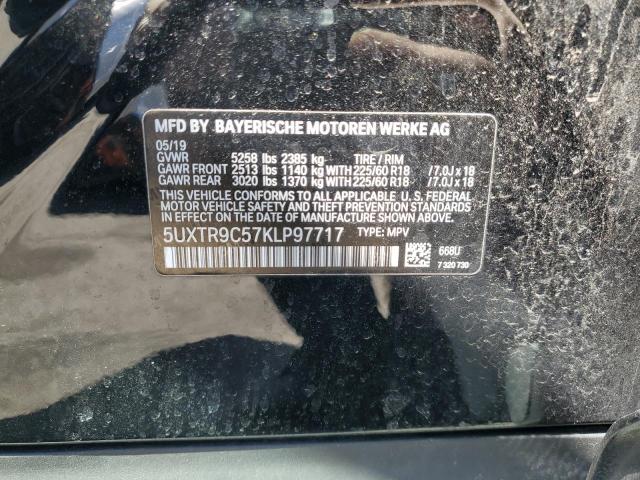 MFD BY BAYERISCHE MOTOREN WERKE AG
05/19
GVWR 5258 lbs 2385 kg TIRE / RIM
GAWR FRONT 2513 lbs 1140 kg WITH 225/60 R18 / 7.0J x 18
GAWR REAR 3020 lbs 1370 kg WITH 225/60 R18 / 7.0J x 18
THIS VEHICLE CONFORMS TO ALL APPLICABLE U. S. FEDERAL
MOTOR VEHICLE SAFETY, BUMPER, AND THEFT PREVENTION
STANDARDS IN EFFECT ON THE DATE OF MANUFACTURE SHOWN ABOVE.
5UXTR9C57KLP97717 TYPE: MPV
668U
7 320 730